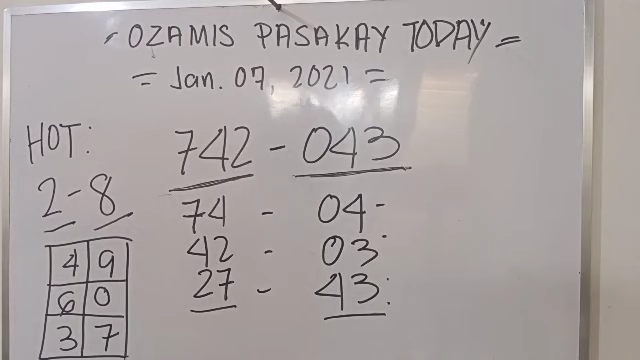 - OZAMIS PASAKAY TODAY =
= Jan. 07, 2021 =
HOT:
742 - 043
2-8
74 - 04-
42 - 03:
27 - 43:
4 9
6 0
3 7